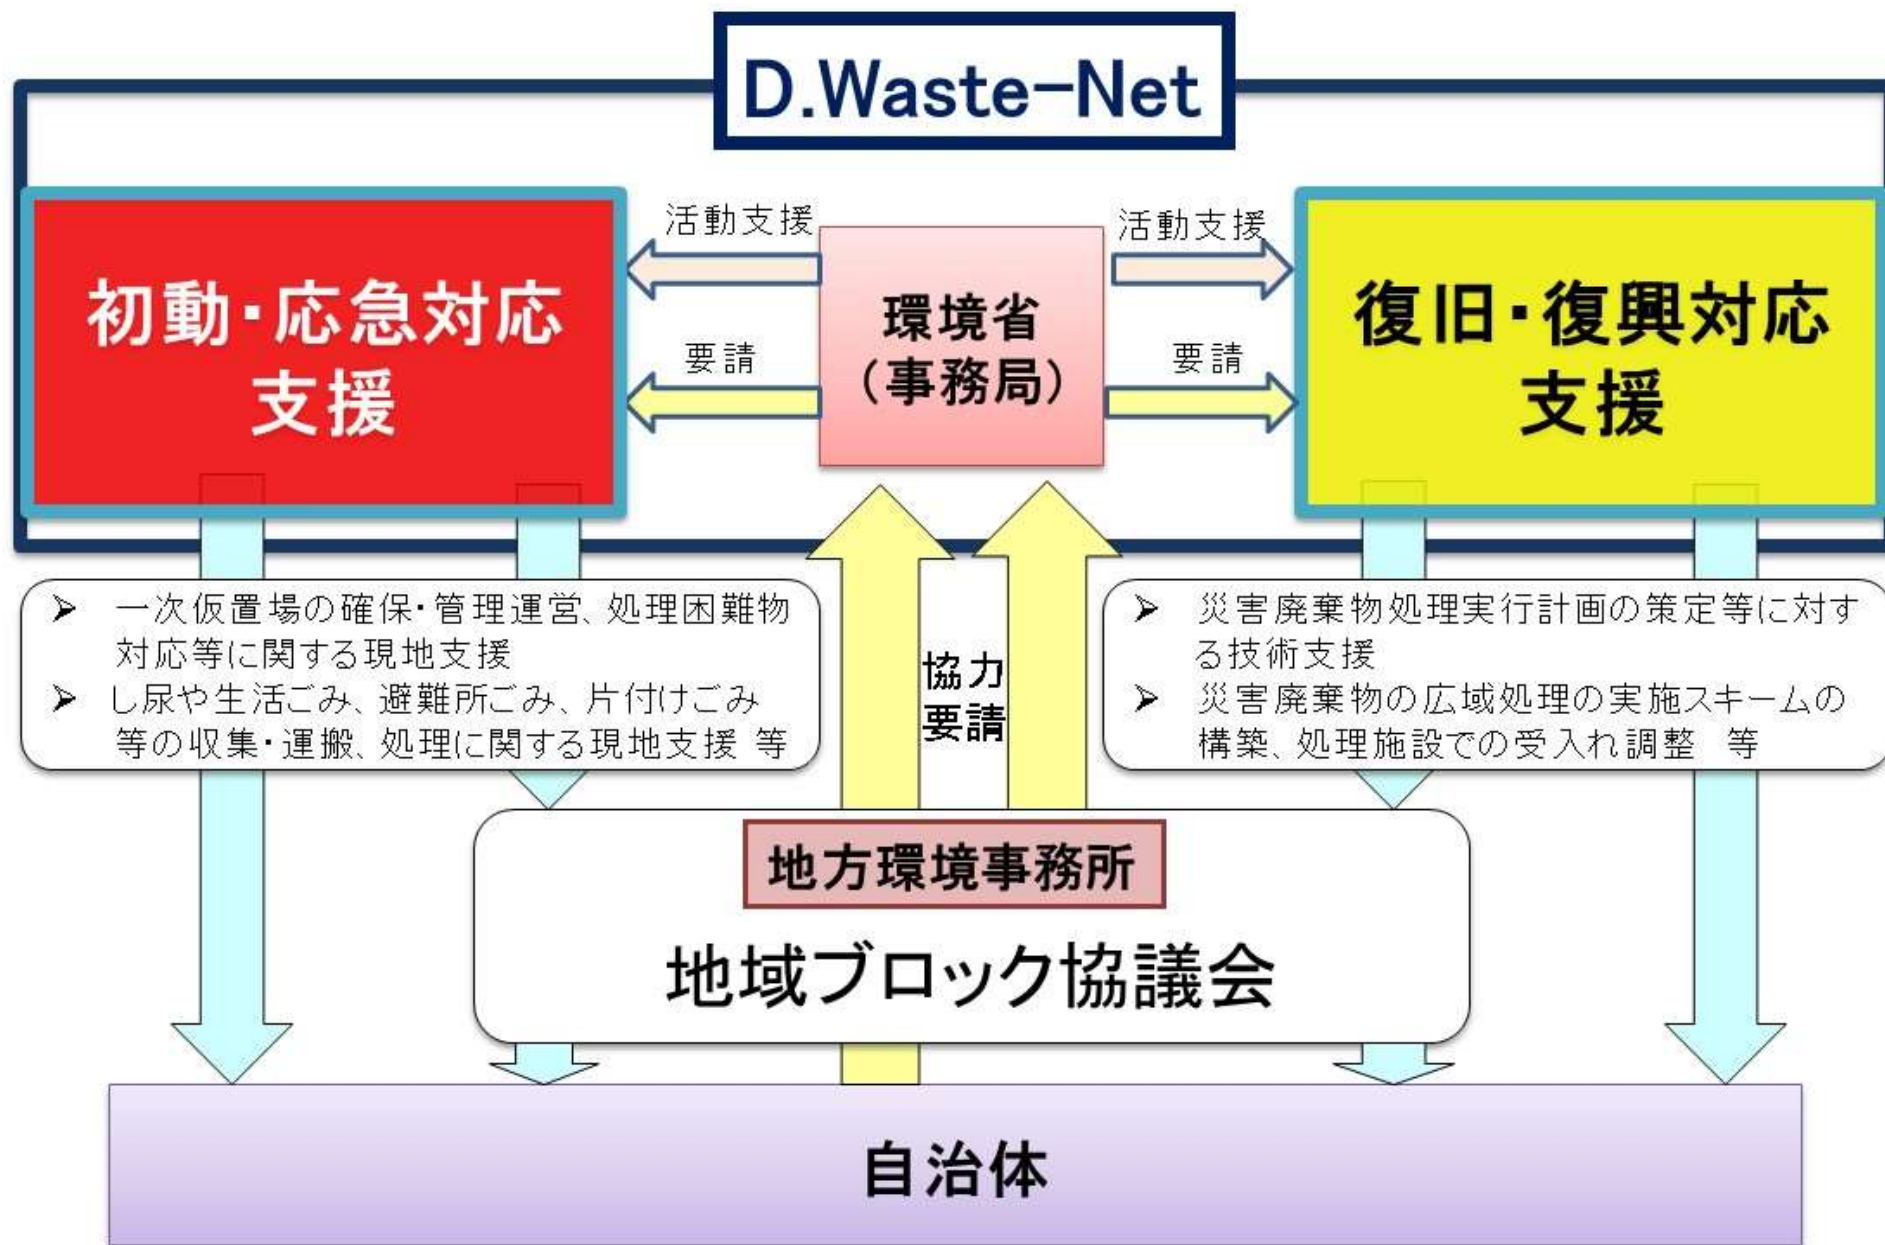 D.Waste-Net
初動・応急対応
支援
活動支援
要請
環境省
(事務局)
活動支援
要請
復旧・復興対応
支援
➢ 一次仮置場の確保・管理運営、処理困難物
対応等に関する現地支援
➢ し尿や生活ごみ、避難所ごみ、片付けごみ
等の収集・運搬、処理に関する現地支援 等
協力
要請
➢ 災害廃棄物処理実行計画の策定等に対す
る技術支援
➢ 災害廃棄物の広域処理の実施スキームの
構築、処理施設での受入れ調整 等
地方環境事務所
地域ブロック協議会
自治体